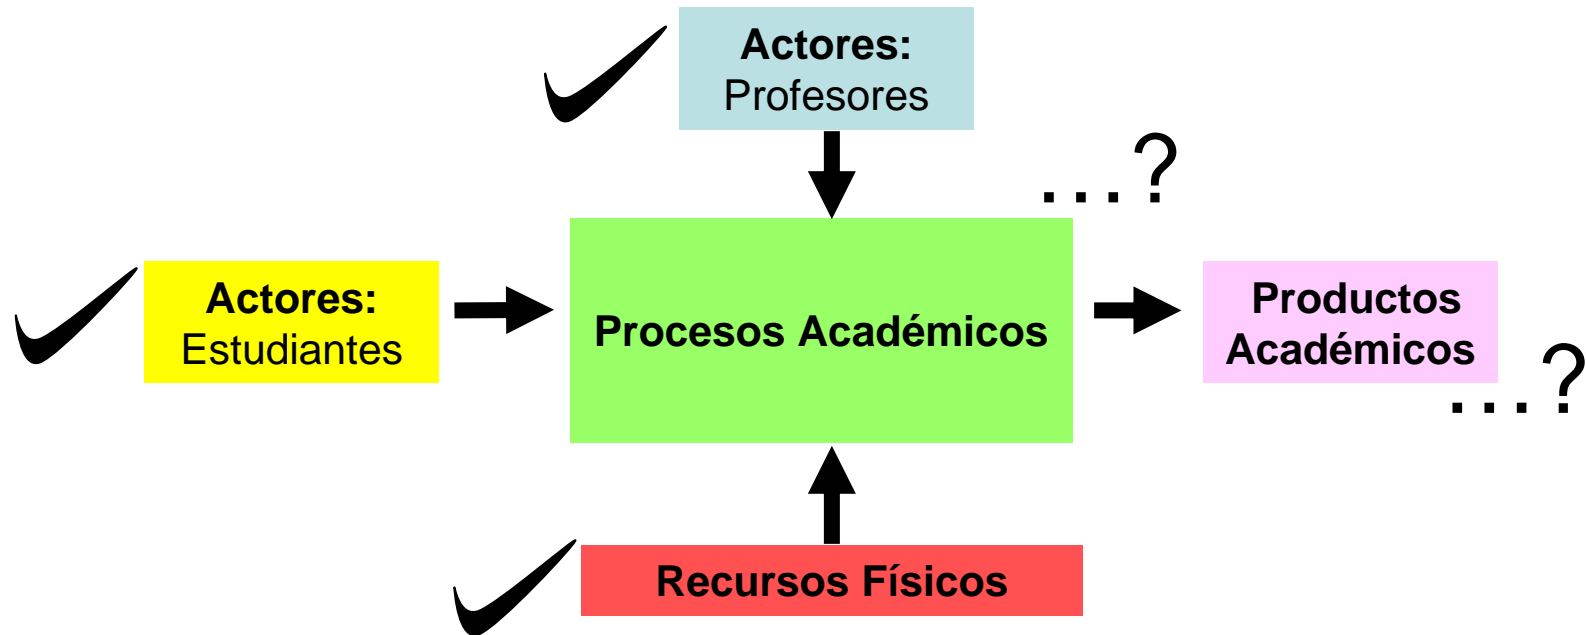 Actores:
Profesores
...?
Actores:
Estudiantes
Procesos Académicos
Productos
Académicos
...?
Recursos Físicos